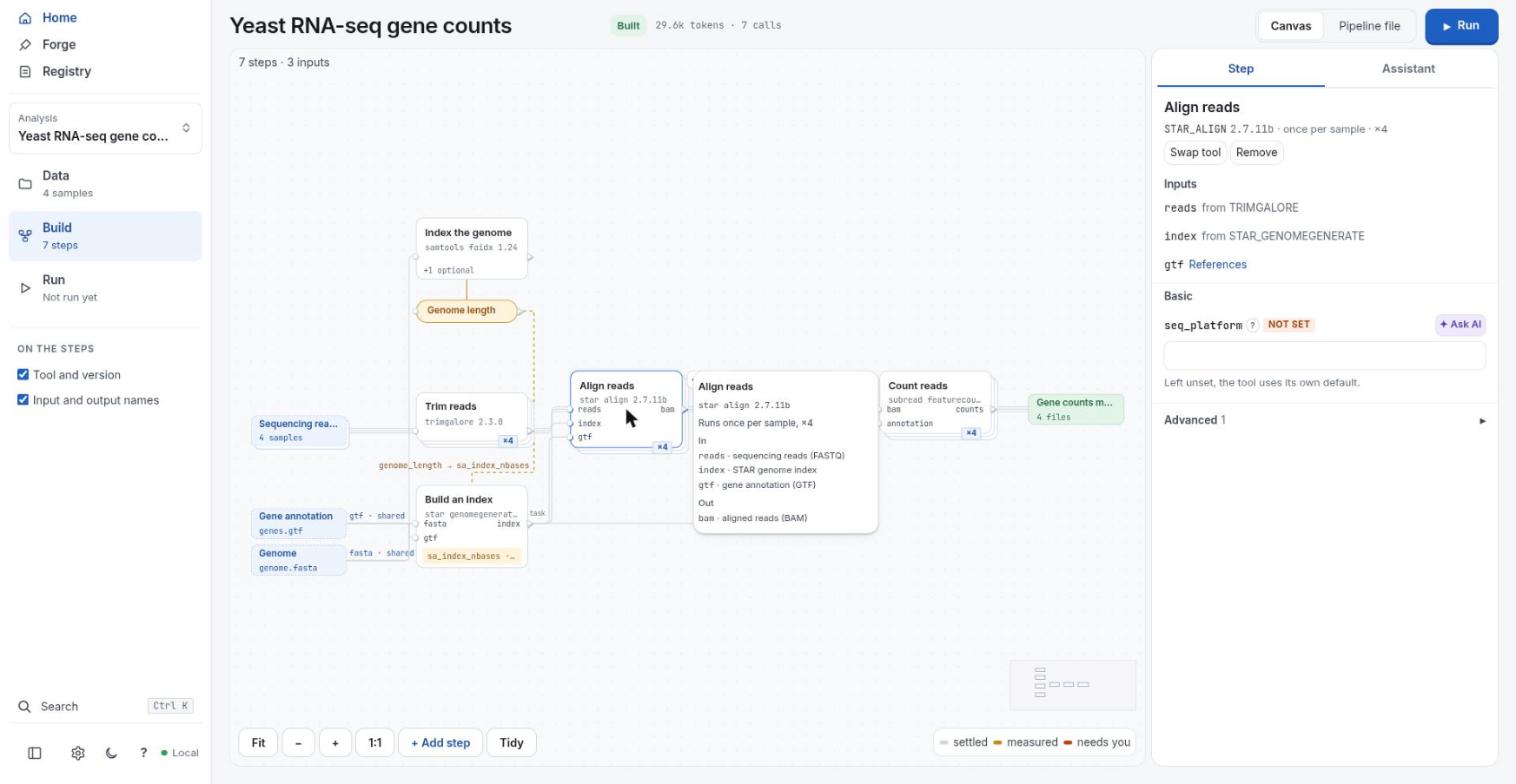 Home
Forge
Registry
Analysis
Yeast RNA-seq gene co...
Data
4 samples
Build
7 steps
Run
Not run yet
ON THE STEPS
Tool and version
Input and output names
Search
Ctrl K
?
Local
Yeast RNA-seq gene counts
Built
29.6k tokens · 7 calls
Canvas
Pipeline file
Run
7 steps · 3 inputs
Index the genome
samtools faidx 1.24
+1 optional
Genome length
Trim reads
trimgalore 2.3.0
×4
Sequencing rea...
4 samples
genome_length → sa_index_nbases
Gene annotation
genes.gtf
gtf · shared
Genome
genome.fasta
fasta · shared
Build an index
star genomegenerat…
fasta
index
gtf
sa_index_nbases ·…
task
Align reads
star align 2.7.11b
reads
bam
index
gtf
×4
Align reads
star align 2.7.11b
Runs once per sample, ×4
In
reads · sequencing reads (FASTQ)
index · STAR genome index
gtf · gene annotation (GTF)
Out
bam · aligned reads (BAM)
Count reads
subread featurecou…
bam
counts
annotation
×4
Gene counts m...
4 files
Fit
−
+
1:1
+ Add step
Tidy
settled
measured
needs you
Step
Assistant
Align reads
STAR_ALIGN 2.7.11b · once per sample · ×4
Swap tool
Remove
Inputs
reads from TRIMGALORE
index from STAR_GENOMEGENERATE
gtf References
Basic
seq_platform ? NOT SET
Ask AI
Left unset, the tool uses its own default.
Advanced 1